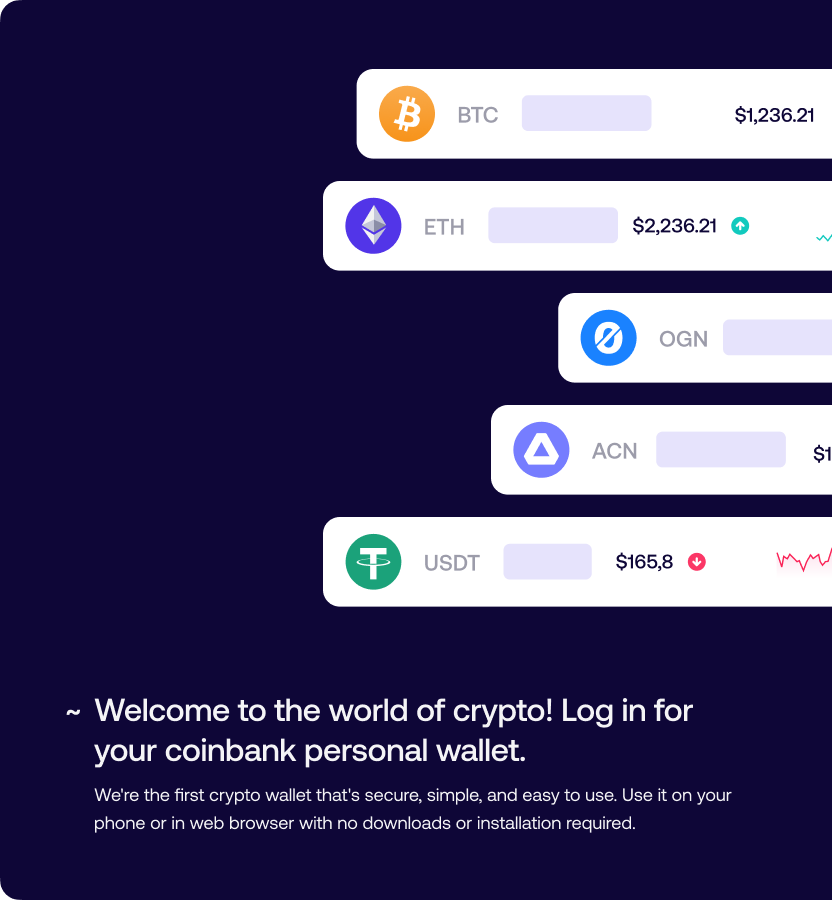 BTC $1,236.21
ETH $2,236.21
OGN
ACN $1
USDT $165,8
~ Welcome to the world of crypto! Log in for
your coinbank personal wallet.
We're the first crypto wallet that's secure, simple, and easy to use. Use it on your
phone or in web browser with no downloads or installation required.